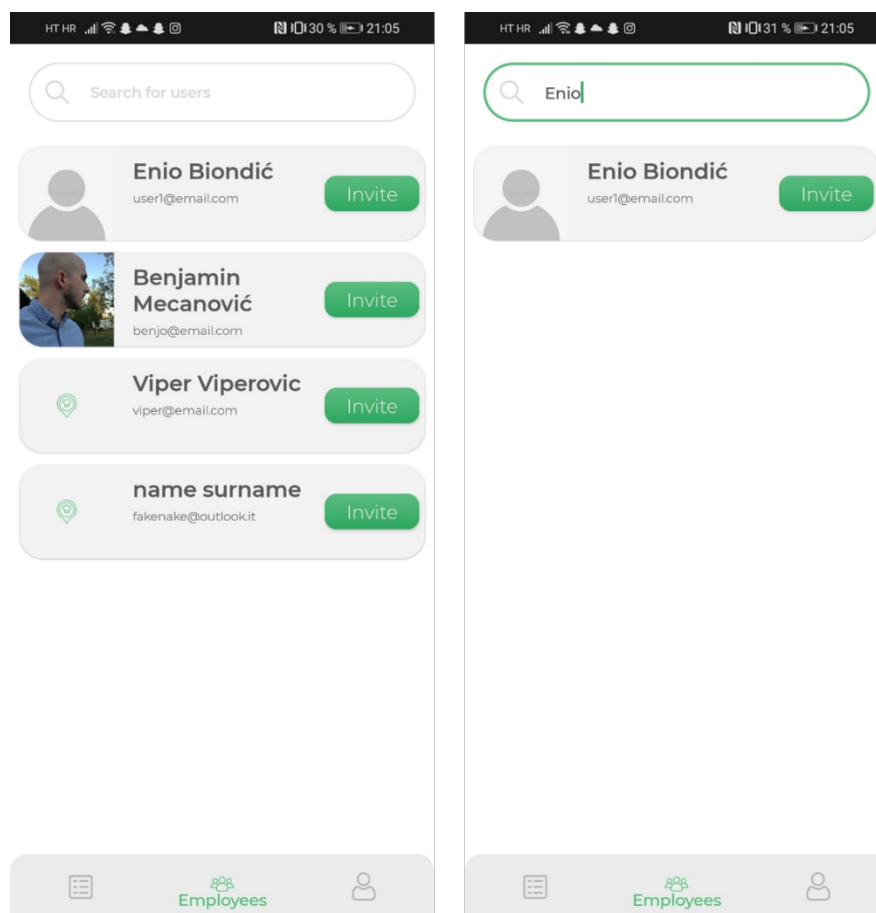 HT HR 30 % 21:05
Search for users
Enio Biondić
user1@email.com
Invite
Benjamin
Mecanović
benjo@email.com
Invite
Viper Viperovic
viper@email.com
Invite
name surname
fakenake@outlook.it
Invite
Employees
HT HR 31 % 21:05
Enio
Enio Biondić
user1@email.com
Invite
Employees